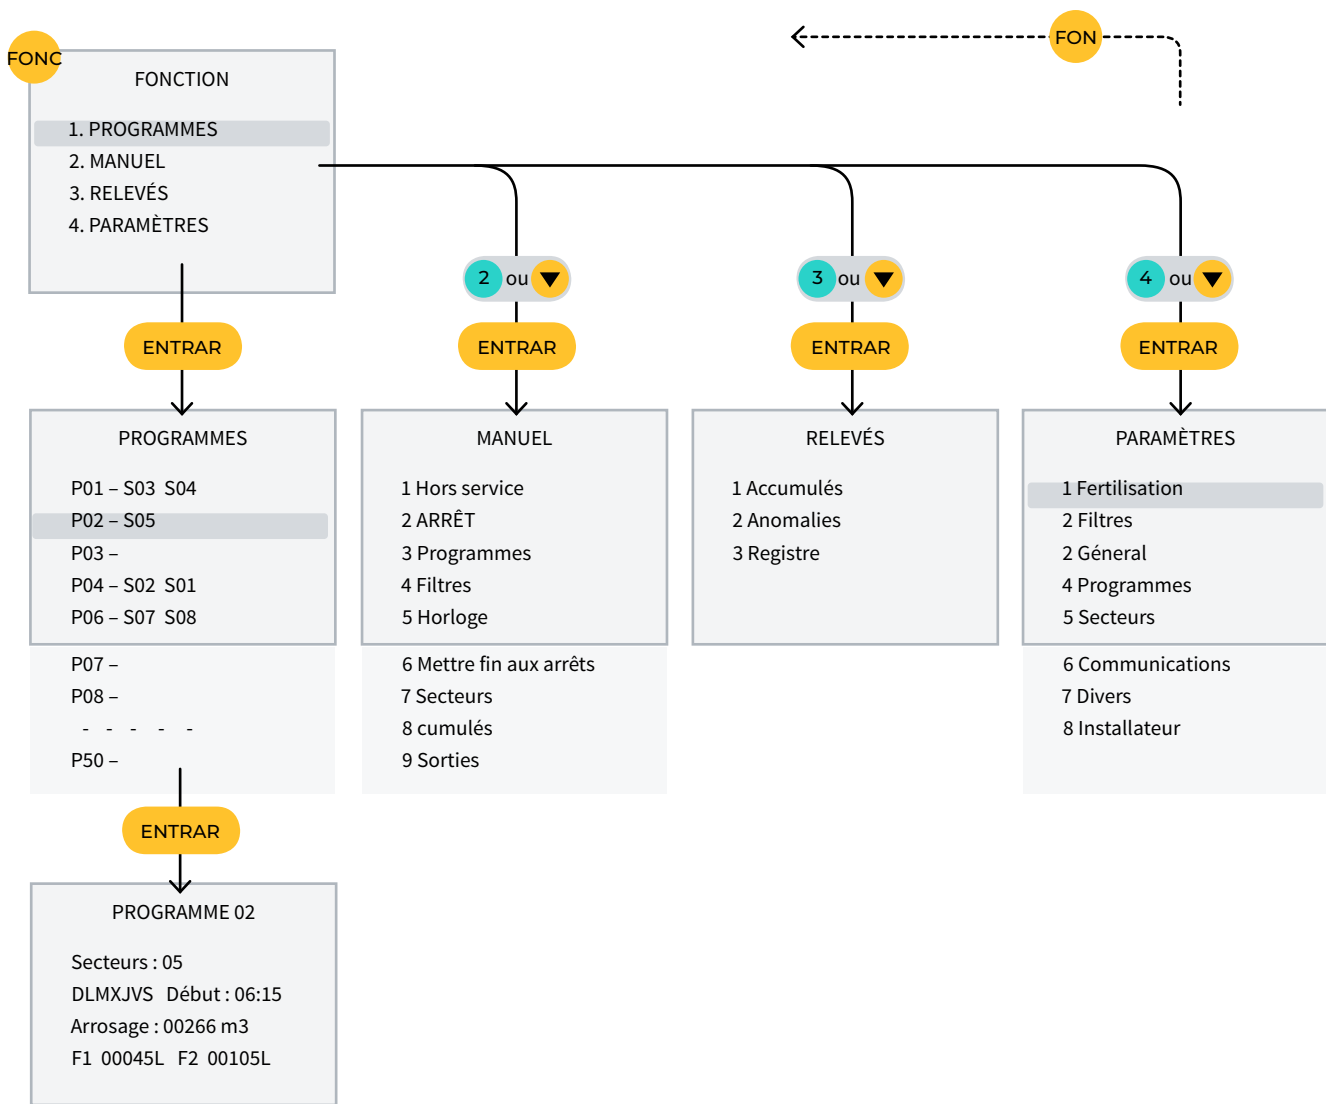 FONC
FON
FONCTION
1. PROGRAMMES
2. MANUEL
3. RELEVÉS
4. PARAMÈTRES
2 ou
3 ou
4 ou
ENTRAR
ENTRAR
ENTRAR
ENTRAR
PROGRAMMES
P01 – S03 S04
P02 – S05
P03 –
P04 – S02 S01
P06 – S07 S08
P07 –
P08 –
- - - - -
P50 –
MANUEL
1 Hors service
2 ARRÊT
3 Programmes
4 Filtres
5 Horloge
6 Mettre fin aux arrêts
7 Secteurs
8 cumulés
9 Sorties
RELEVÉS
1 Accumulés
2 Anomalies
3 Registre
PARAMÈTRES
1 Fertilisation
2 Filtres
2 Géneral
4 Programmes
5 Secteurs
6 Communications
7 Divers
8 Installateur
ENTRAR
PROGRAMME 02
Secteurs : 05
DLMXJVS Début : 06:15
Arrosage : 00266 m3
F1 00045L F2 00105L